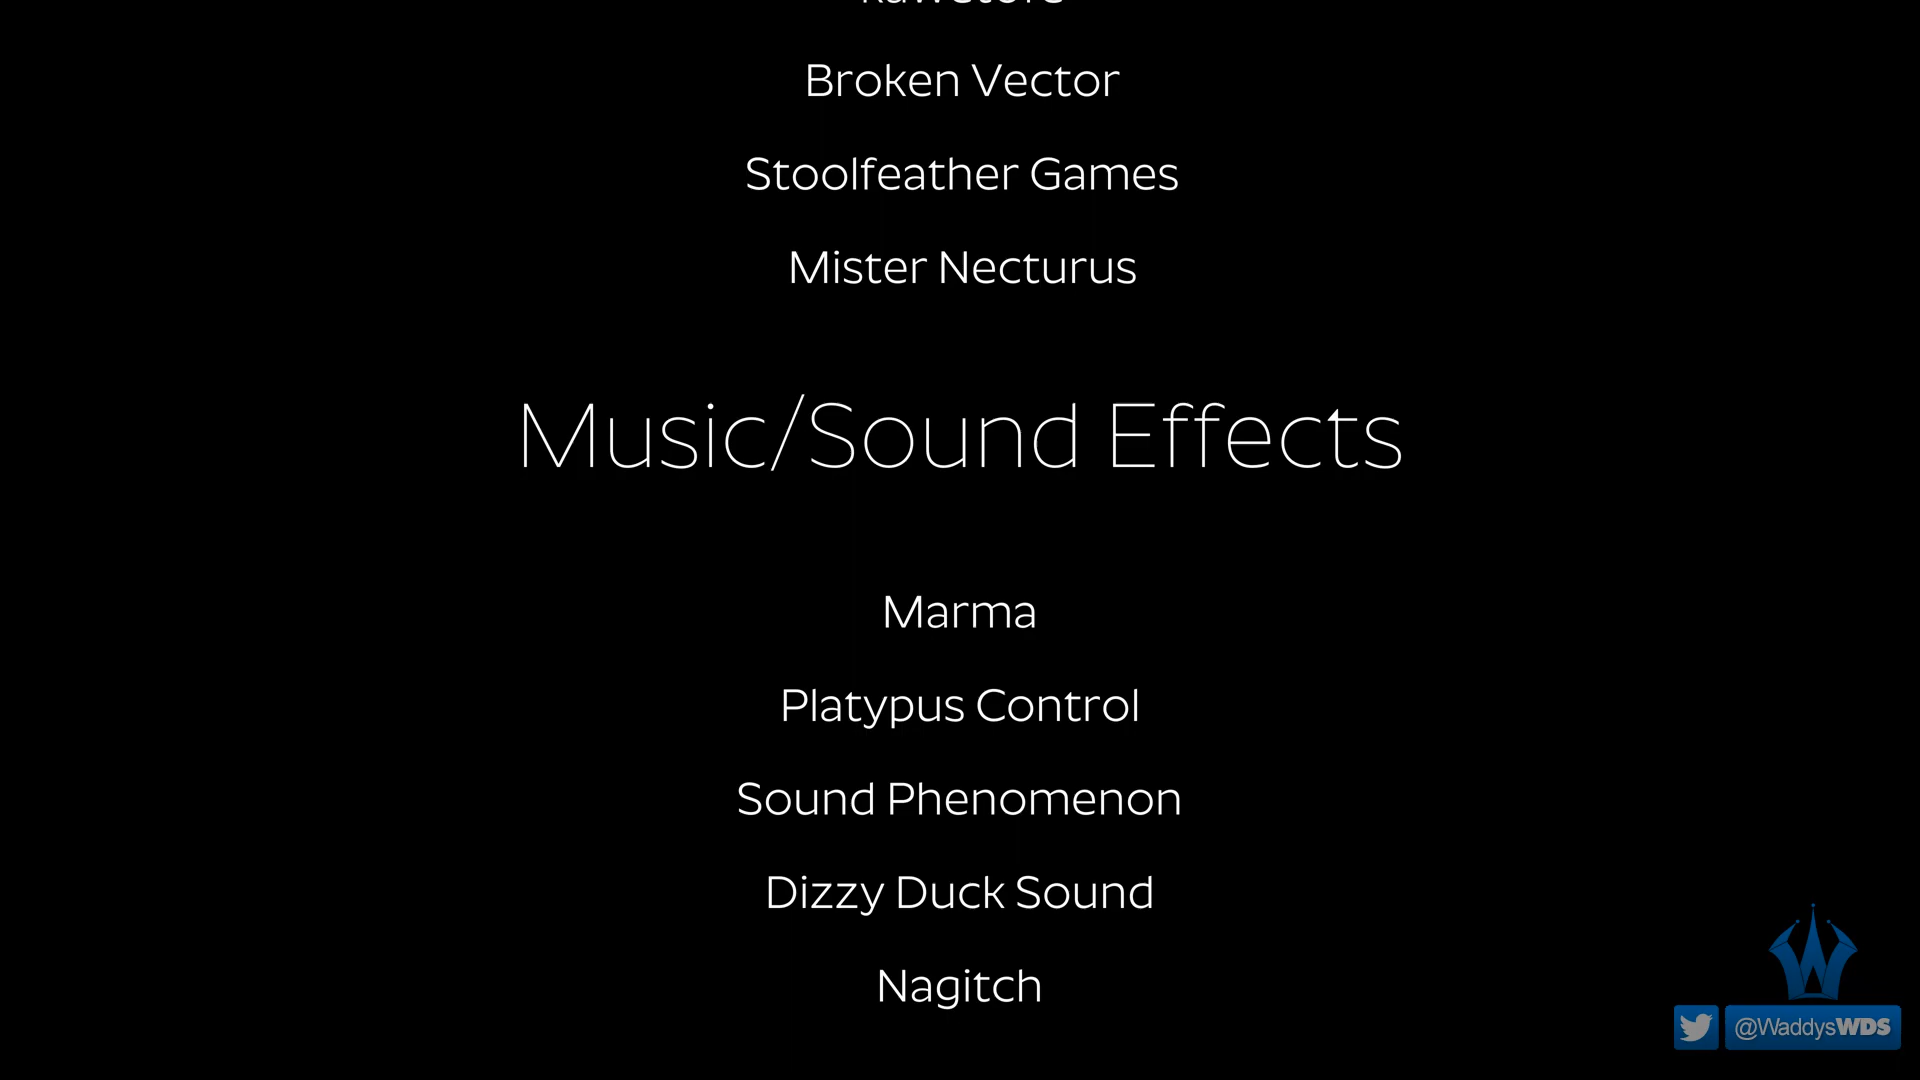 Broken Vector
Stoolfeather Games
Mister Necturus
Music/Sound Effects
Marma
Platypus Control
Sound Phenomenon
Dizzy Duck Sound
Nagitch
@WaddysWDS